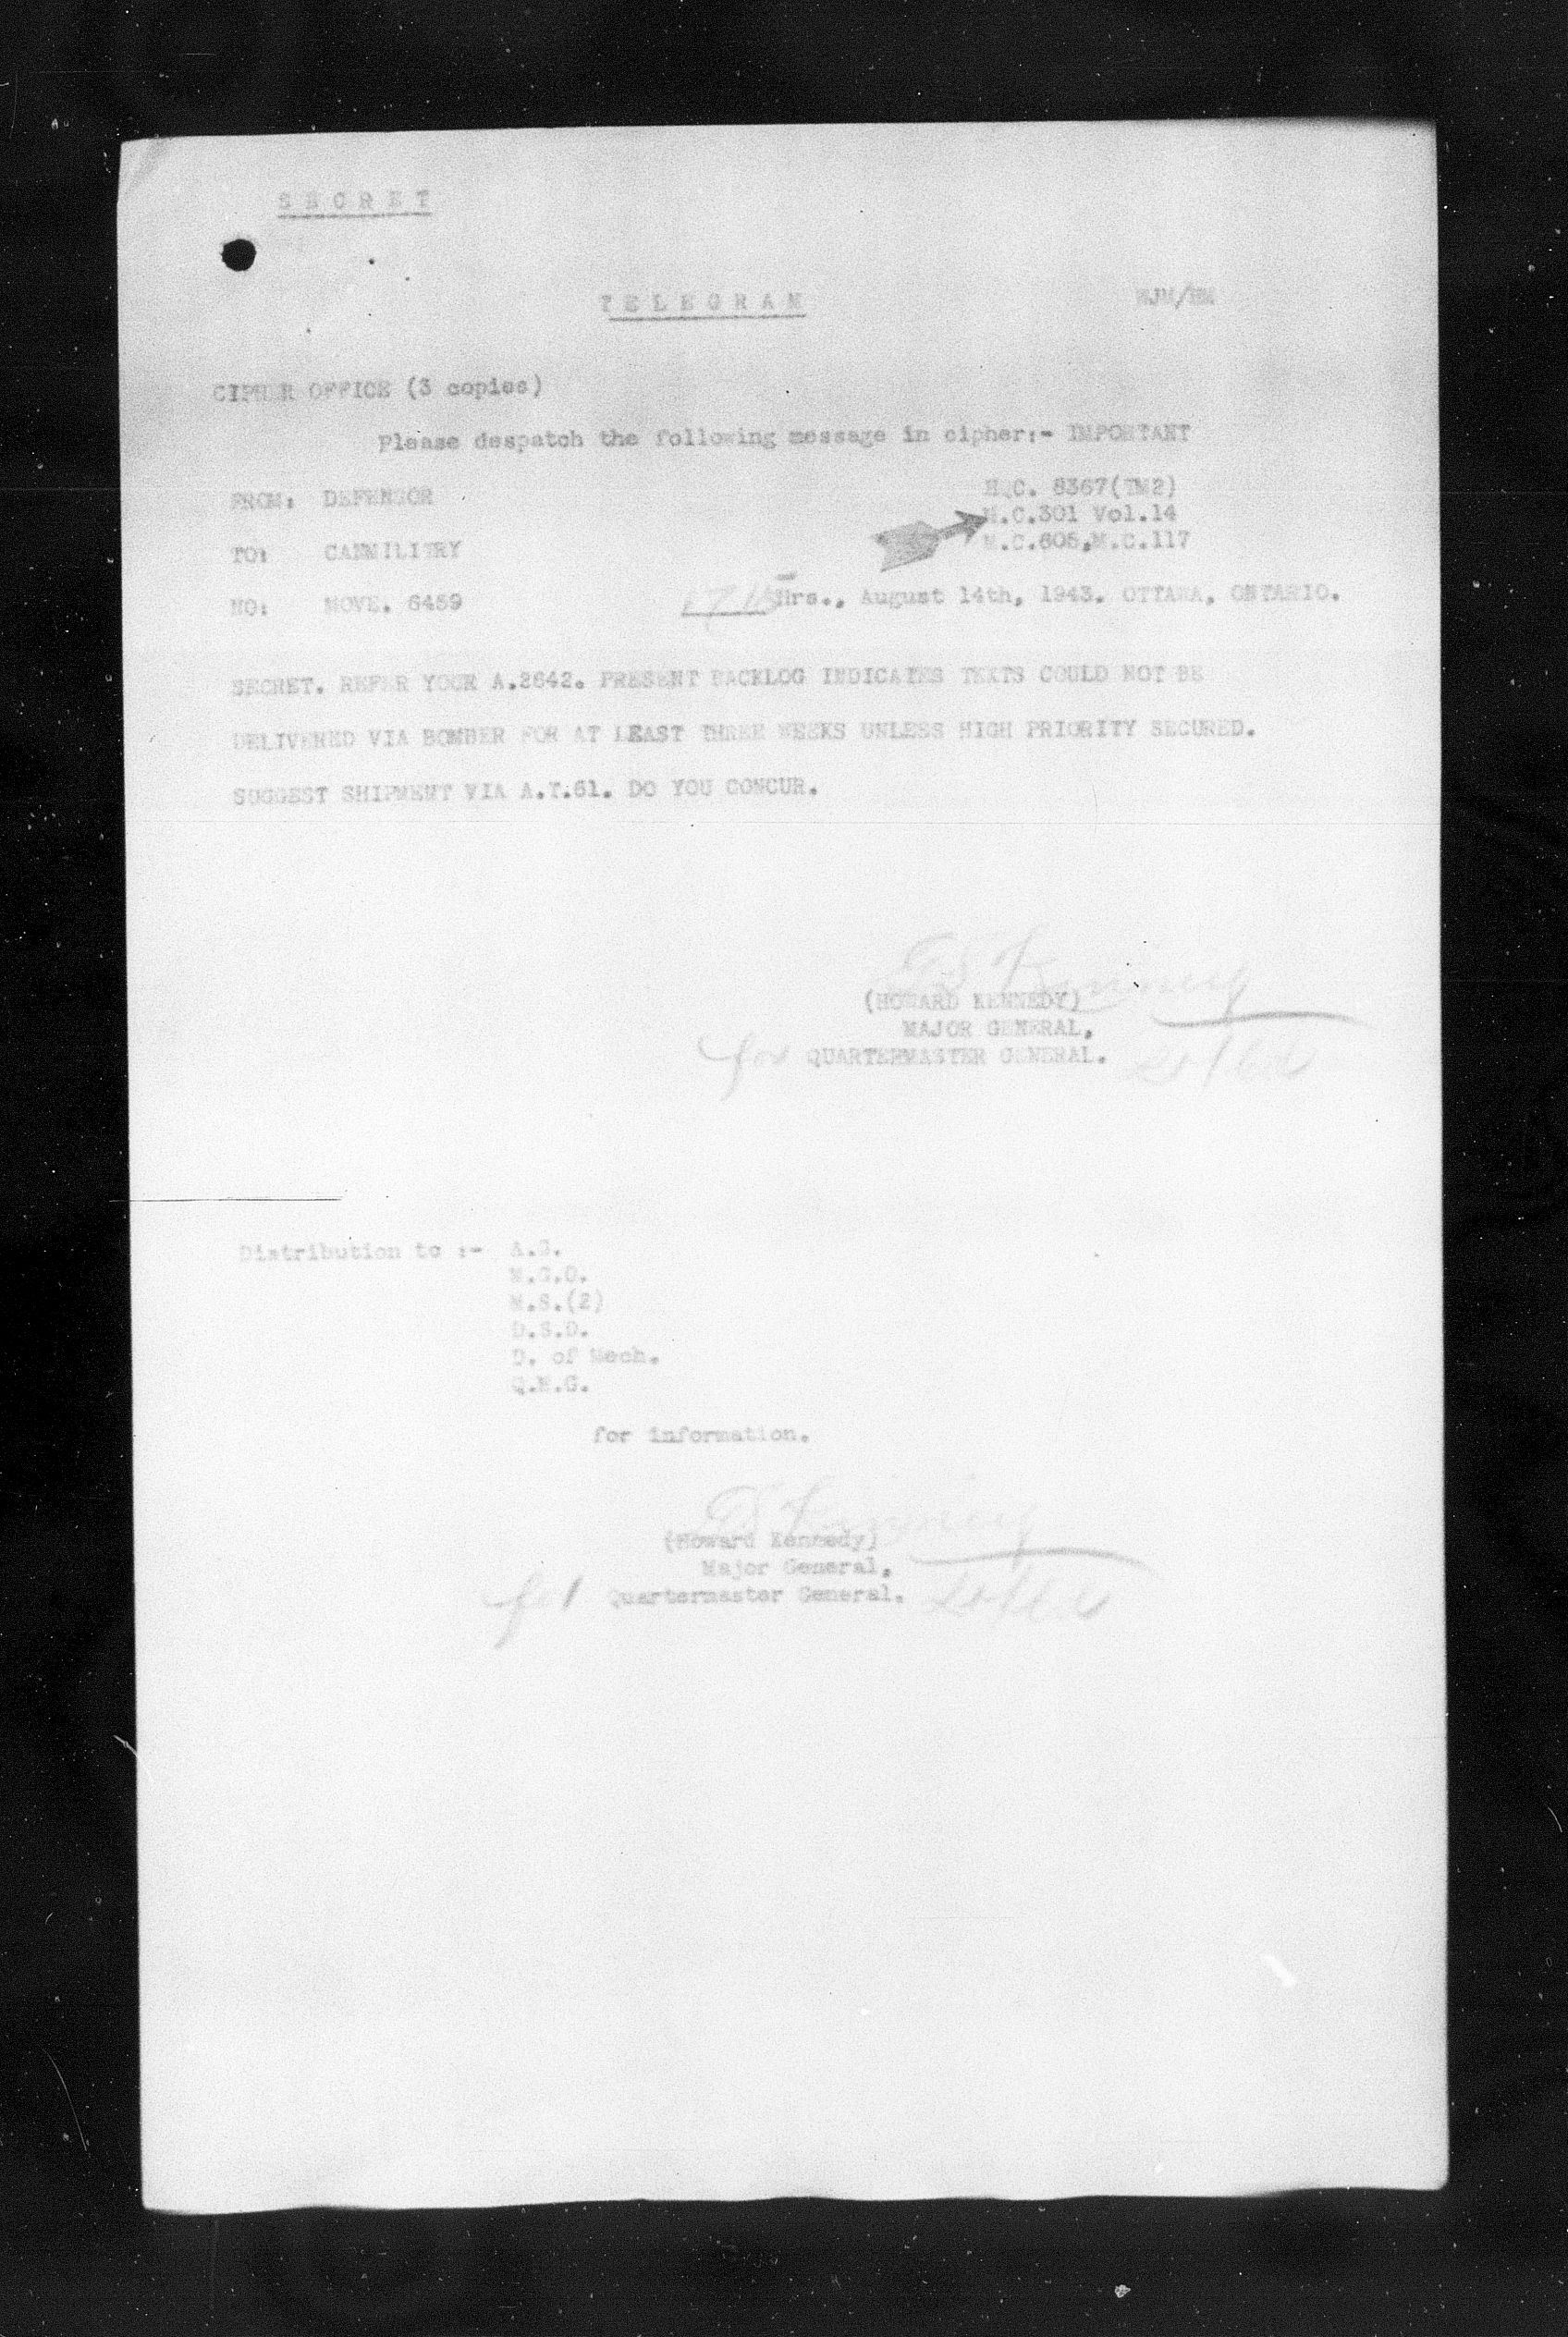 S E C R E T
T E L E G R A M
WJM/HM
CIPHER OFFICE (3 copies)
Please despatch the following message in cipher:- IMPORTANT
FROM: DEFENSOR
H.C. 8367(TM2)
M.C.301 Vol.14
TO: CANMILITRY
M.C.605,M.C.117
NO: MOVE. 6459
1715 Hrs., August 14th, 1943. OTTAWA, ONTARIO.
SECRET. REFER YOUR A.2642. PRESENT BACKLOG INDICATES TEXTS COULD NOT BE
DELIVERED VIA BOMBER FOR AT LEAST THREE WEEKS UNLESS HIGH PRIORITY SECURED.
SUGGEST SHIPMENT VIA A.T.61. DO YOU CONCUR.
(HOWARD KENNEDY)
MAJOR GENERAL,
for QUARTERMASTER GENERAL.
Distribution to :- A.G.
M.G.O.
M.S.(2)
D.S.D.
D. of Mech.
Q.M.G.
for information.
(Howard Kennedy)
Major General,
for Quartermaster General.